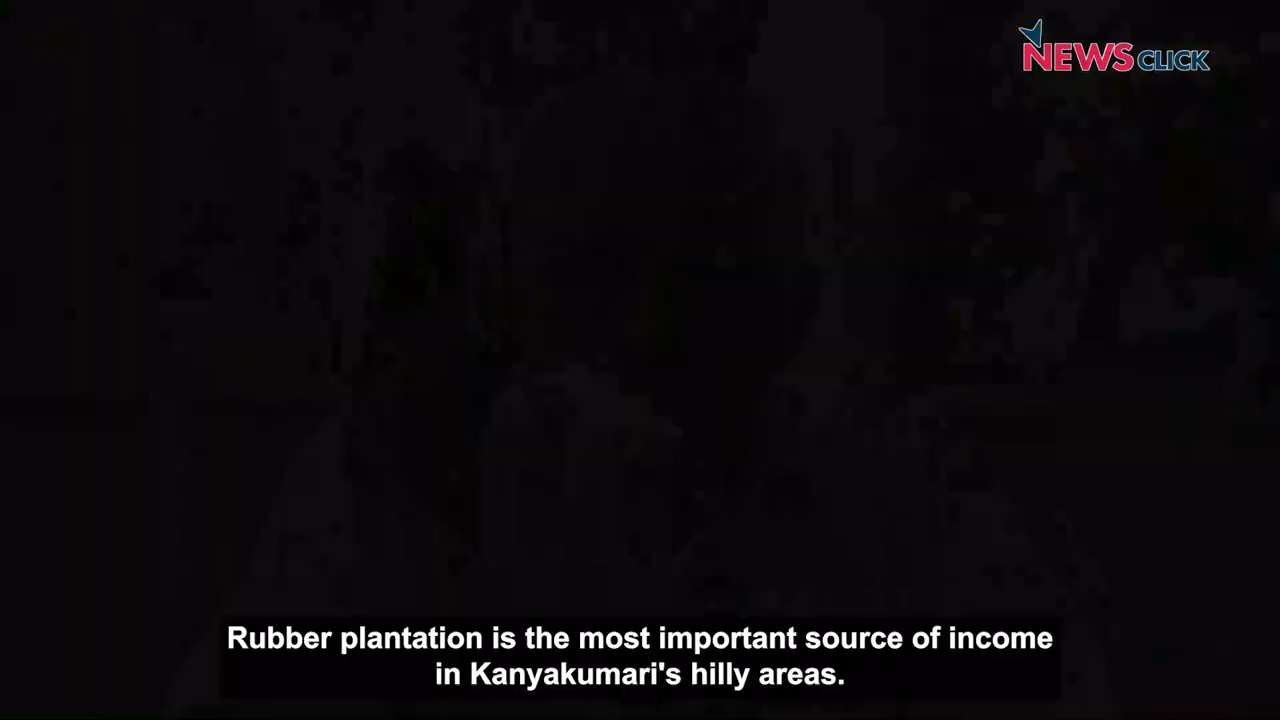 NEWSCLICK
Rubber plantation is the most important source of income
in Kanyakumari's hilly areas.